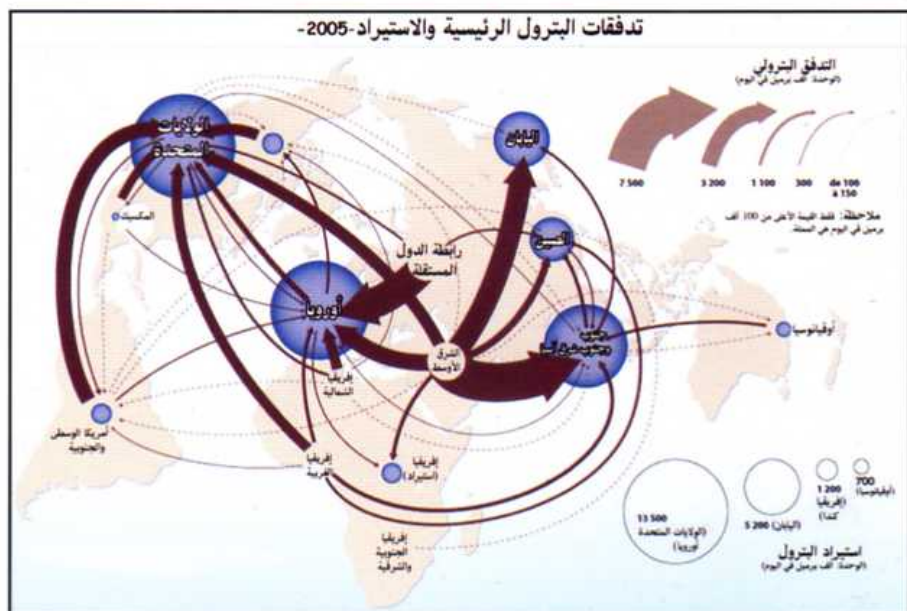 تدفقات البترول الرئيسية والاستيراد-2005-
التدفق البترولي
(الوحدة: ألف برميل في اليوم)
7 500
3 200
1 100
300
de 100
à 150
ملاحظة: فقط القيمة الأعلى من 100 ألف
برميل في اليوم هي الممثلة.
الولايات
المتحدة
اليابان
المكسيك
الصين
رابطة الدول
المستقلة
أوروبا
الشرق
الأوسط
جنوب
وجنوب شرق آسيا
أوقيانوسيا
إفريقيا
الشمالية
أمريكا الوسطى
والجنوبية
إفريقيا
الغربية
إفريقيا
(استيراد)
إفريقيا
الجنوبية
والشرقية
13 500
(الولايات المتحدة
أوروبا)
5 200
(اليابان)
1 200
(إفريقيا
كندا)
700
(أوقيانوسيا)
استيراد البترول
(الوحدة: ألف برميل في اليوم)